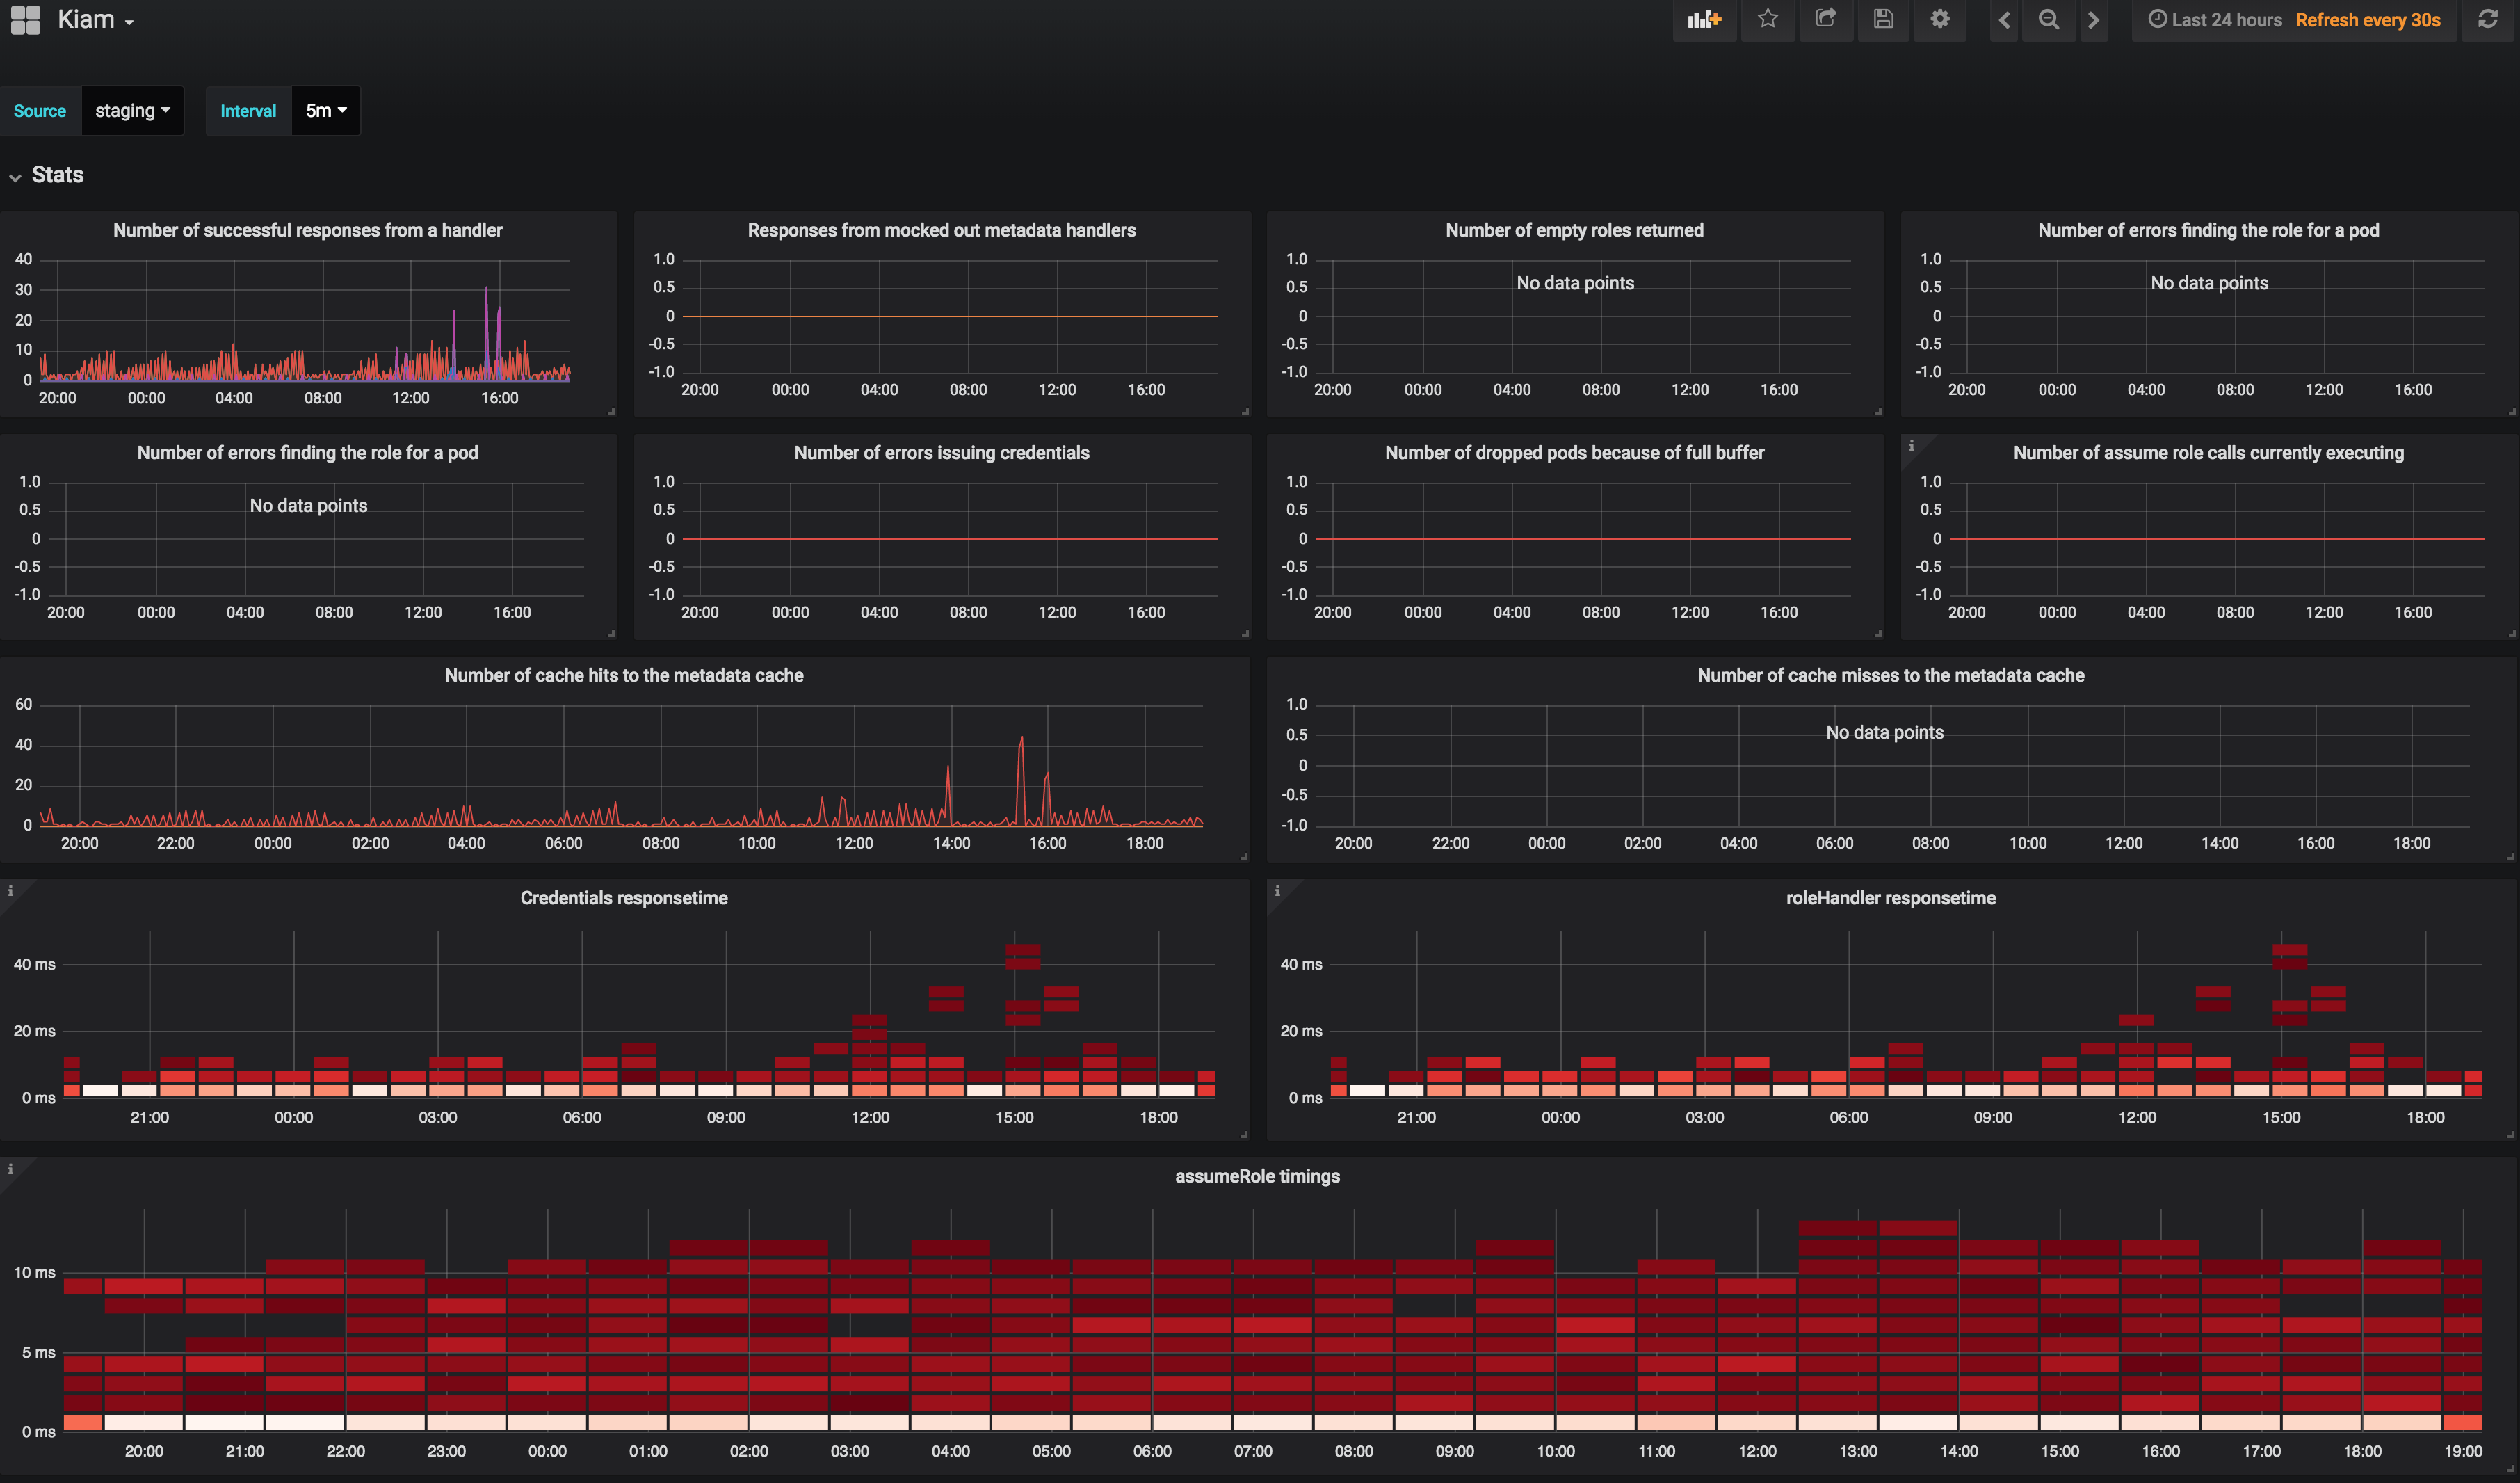 Kiam
Last 24 hours Refresh every 30s
Source staging Interval 5m
Stats
Number of successful responses from a handler
40
30
20
10
0
20:00 00:00 04:00 08:00 12:00 16:00
Responses from mocked out metadata handlers
1.0
0.5
0
-0.5
-1.0
20:00 00:00 04:00 08:00 12:00 16:00
Number of empty roles returned
1.0
No data points
0.5
0
-0.5
-1.0
20:00 00:00 04:00 08:00 12:00 16:00
Number of errors finding the role for a pod
1.0
No data points
0.5
0
-0.5
-1.0
20:00 00:00 04:00 08:00 12:00 16:00
Number of errors finding the role for a pod
1.0
No data points
0.5
0
-0.5
-1.0
20:00 00:00 04:00 08:00 12:00 16:00
Number of errors issuing credentials
1.0
0.5
0
-0.5
-1.0
20:00 00:00 04:00 08:00 12:00 16:00
Number of dropped pods because of full buffer
1.0
0.5
0
-0.5
-1.0
20:00 00:00 04:00 08:00 12:00 16:00
i
Number of assume role calls currently executing
1.0
0.5
0
-0.5
-1.0
20:00 00:00 04:00 08:00 12:00 16:00
Number of cache hits to the metadata cache
60
40
20
0
20:00 22:00 00:00 02:00 04:00 06:00 08:00 10:00 12:00 14:00 16:00 18:00
Number of cache misses to the metadata cache
1.0
No data points
0.5
0
-0.5
-1.0
20:00 22:00 00:00 02:00 04:00 06:00 08:00 10:00 12:00 14:00 16:00 18:00
i
Credentials responsetime
40 ms
20 ms
0 ms
21:00 00:00 03:00 06:00 09:00 12:00 15:00 18:00
i
roleHandler responsetime
40 ms
20 ms
0 ms
21:00 00:00 03:00 06:00 09:00 12:00 15:00 18:00
i
assumeRole timings
10 ms
5 ms
0 ms
20:00 21:00 22:00 23:00 00:00 01:00 02:00 03:00 04:00 05:00 06:00 07:00 08:00 09:00 10:00 11:00 12:00 13:00 14:00 15:00 16:00 17:00 18:00 19:00